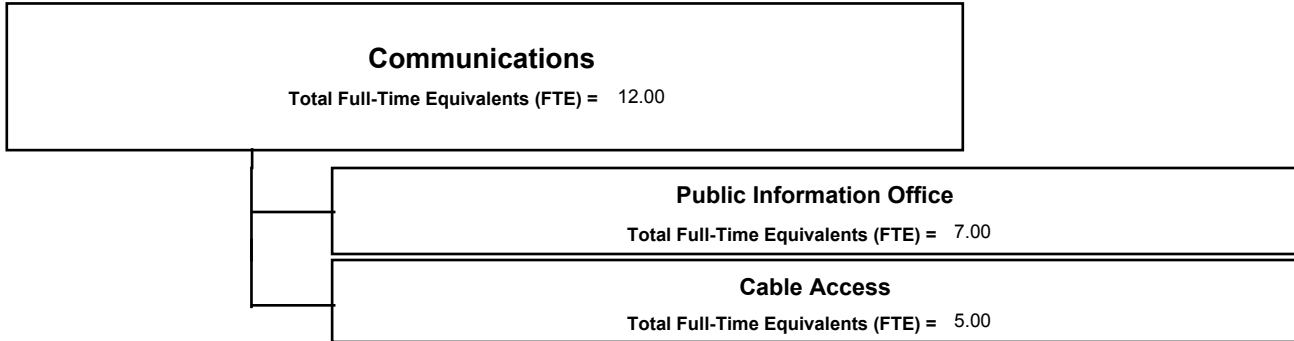 Communications
Total Full-Time Equivalents (FTE) = 12.00
Public Information Office
Total Full-Time Equivalents (FTE) = 7.00
Cable Access
Total Full-Time Equivalents (FTE) = 5.00